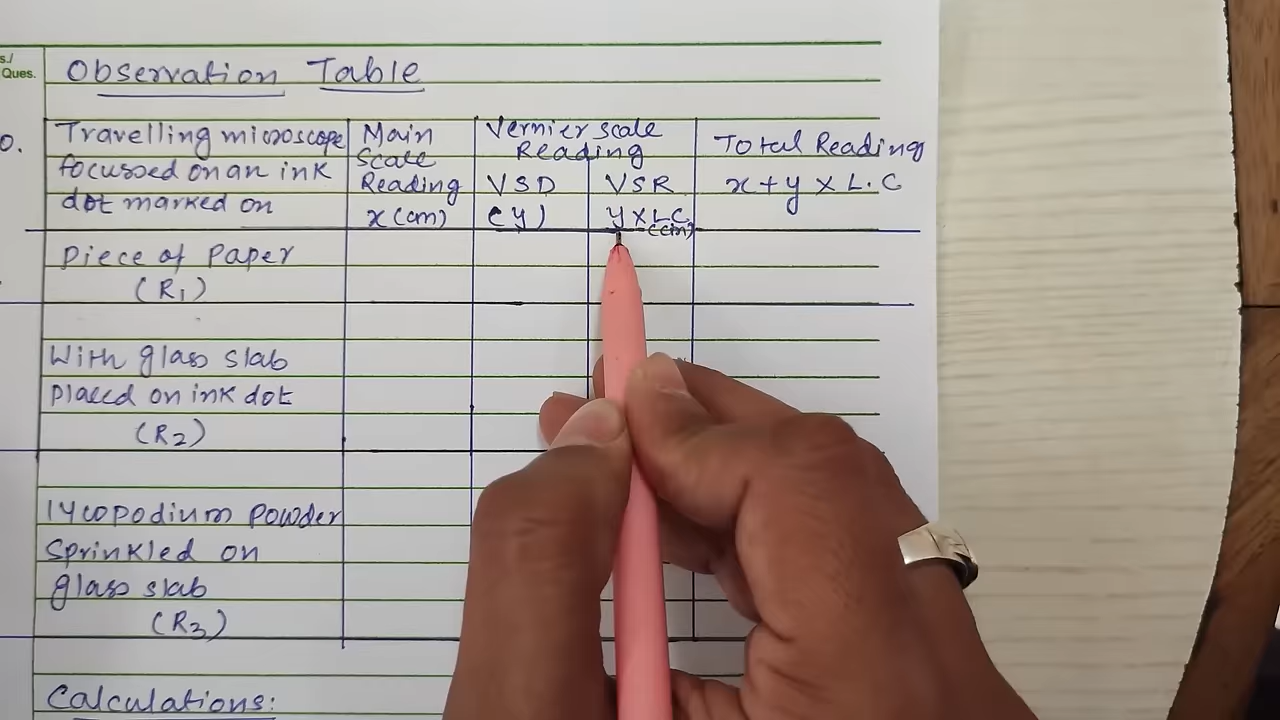 s./
Ques.
Observation Table
o.
Travelling microscope
focussed on an ink
dot marked on
Main
Scale
Reading
x (cm)
Vernier scale
Reading
VSD
(y)
VSR
y x L.C
(cm)
Total Reading
x + y x L.C
Piece of Paper
(R1)
With glass slab
Placed on ink dot
(R2)
lycopodium powder
Sprinkled on
glass slab
(R3)
Calculations: